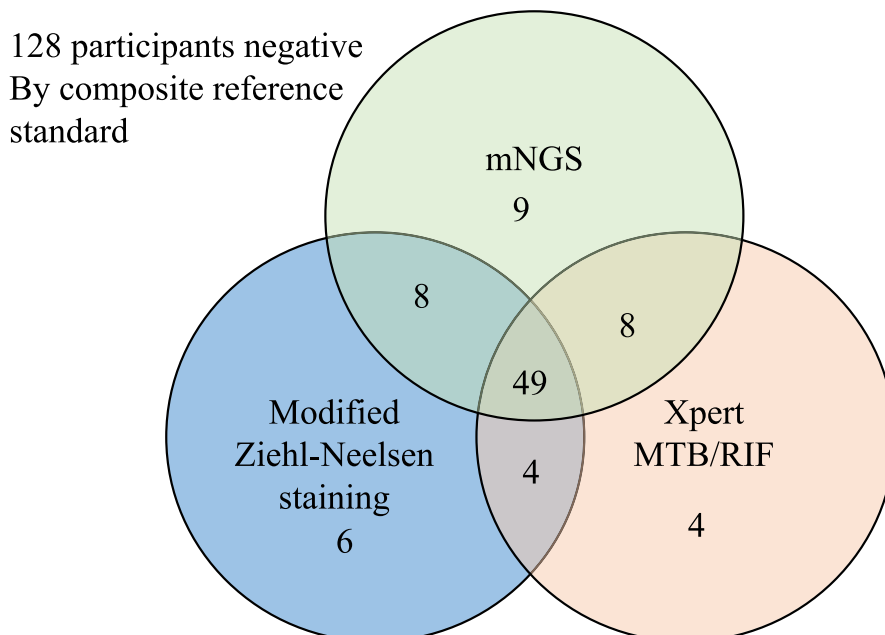 128 participants negative
By composite reference
standard
mNGS
9
8
8
49
Modified
Ziehl-Neelsen
staining
6
4
Xpert
MTB/RIF
4